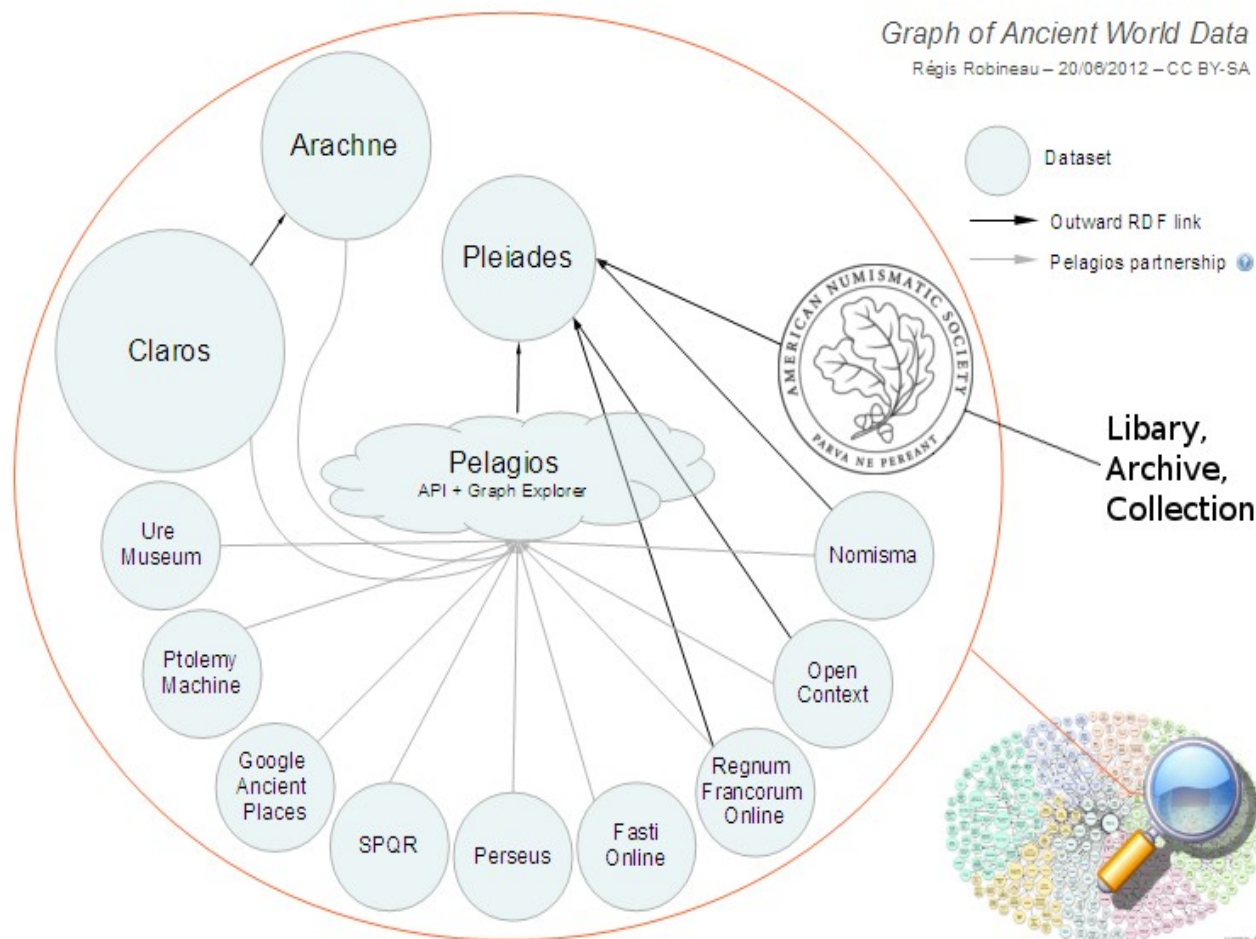 Graph of Ancient World Data
Régis Robineau – 20/06/2012 – CC BY-SA
Dataset
Outward RDF link
Pelagios partnership
?
Arachne
Pleiades
Claros
AMERICAN NUMISMATIC SOCIETY
PARVA NE PEREANT
Libary,
Archive,
Collection
Pelagios
API + Graph Explorer
Ure
Museum
Nomisma
Ptolemy
Machine
Open
Context
Google
Ancient
Places
Regnum
Francorum
Online
SPQR
Perseus
Fasti
Online